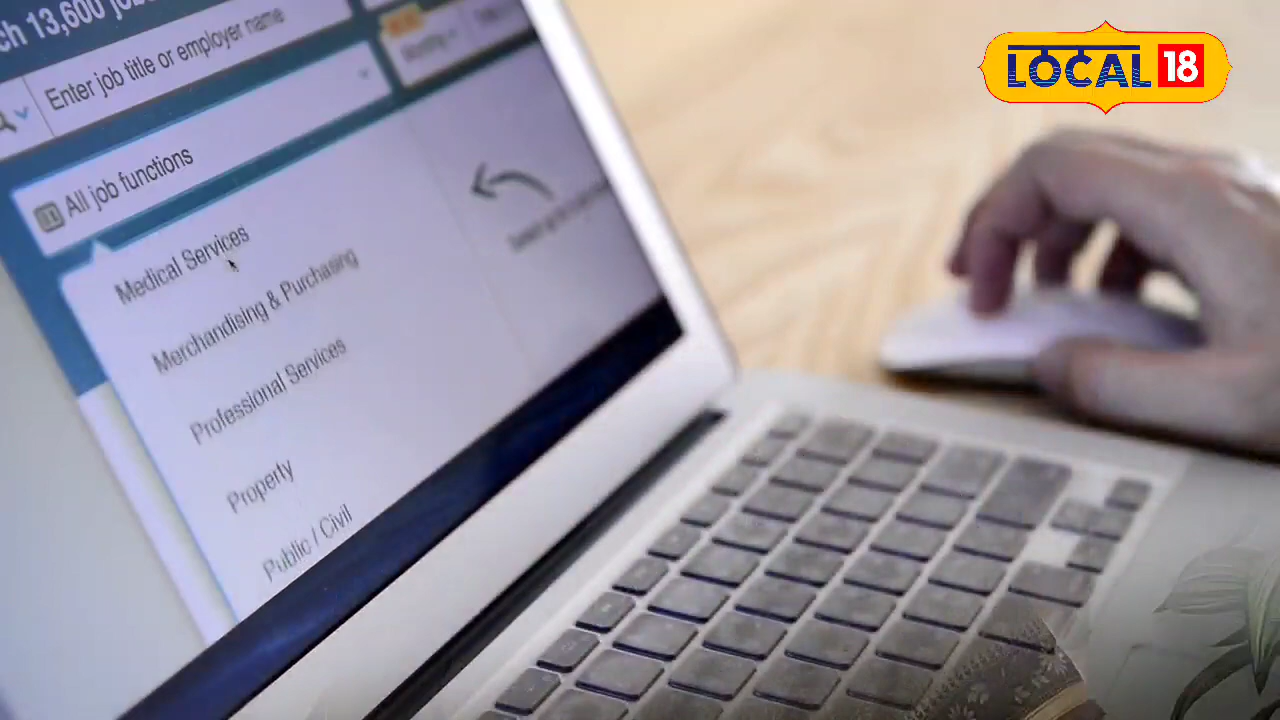 ch 13,600 jobs
Enter job title or employer name
All job functions
Medical Services
Merchandising & Purchasing
Professional Services
Property
Public / Civil
LOCAL 18